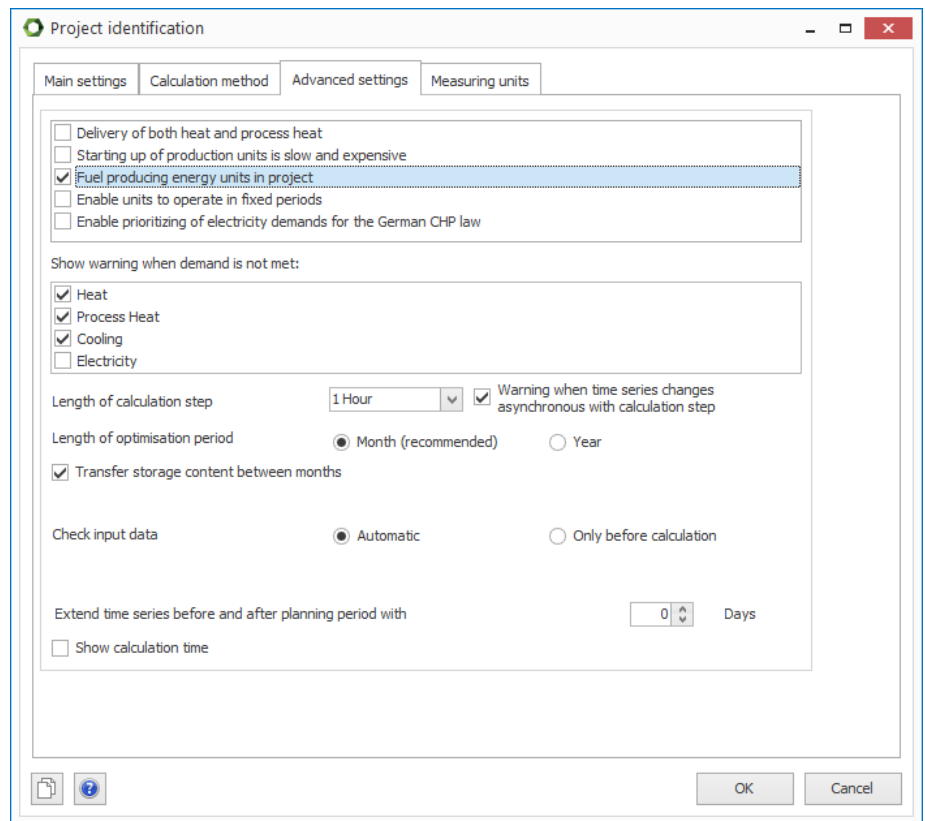 Project identification
Main settings
Calculation method
Advanced settings
Measuring units
Delivery of both heat and process heat
Starting up of production units is slow and expensive
Fuel producing energy units in project
Enable units to operate in fixed periods
Enable prioritizing of electricity demands for the German CHP law
Show warning when demand is not met:
Heat
Process Heat
Cooling
Electricity
Length of calculation step
1 Hour
Warning when time series changes
asynchronous with calculation step
Length of optimisation period
Month (recommended)
Year
Transfer storage content between months
Check input data
Automatic
Only before calculation
Extend time series before and after planning period with
0
Days
Show calculation time
?
OK
Cancel